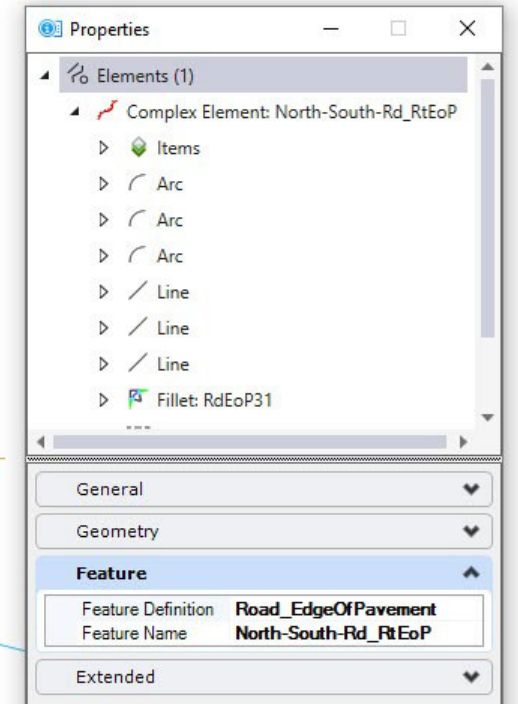 Properties
Elements (1)
Complex Element: North-South-Rd_RtEoP
Items
Arc
Arc
Arc
Line
Line
Line
Fillet: RdEoP31
General
Geometry
Feature
Feature Definition Road_EdgeOfPavement
Feature Name North-South-Rd_RtEoP
Extended